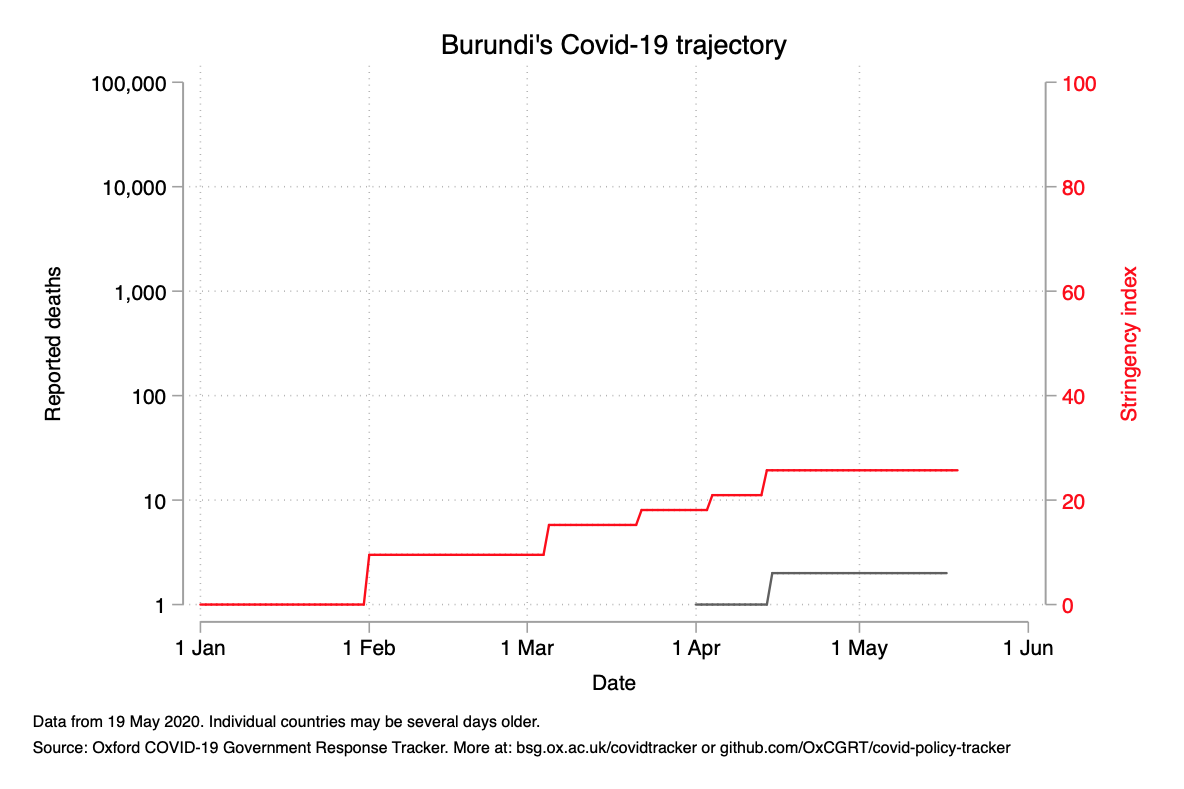 Burundi's Covid-19 trajectory
100,000
10,000
1,000
100
10
1
Reported deaths
100
80
60
40
20
0
Stringency index
1 Jan
1 Feb
1 Mar
1 Apr
1 May
1 Jun
Date
Data from 19 May 2020. Individual countries may be several days older.
Source: Oxford COVID-19 Government Response Tracker. More at: bsg.ox.ac.uk/covidtracker or github.com/OxCGRT/covid-policy-tracker